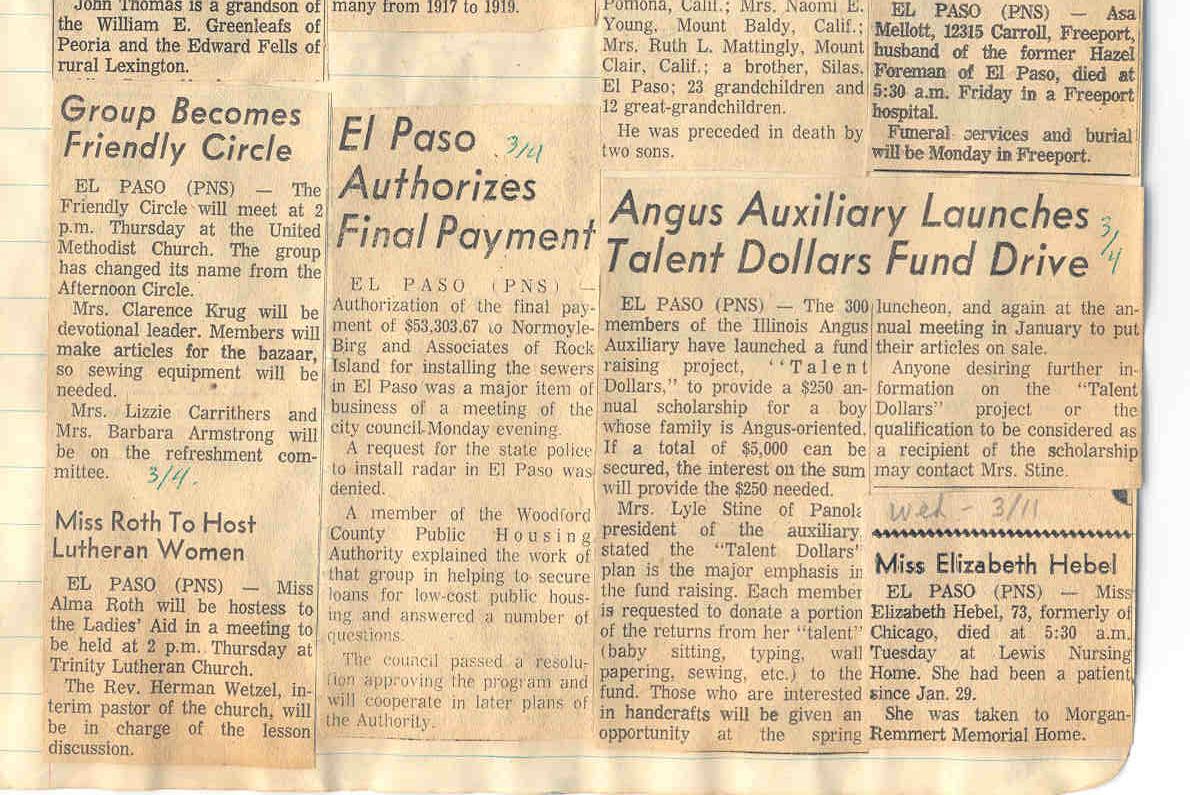 John Thomas is a grandson of
the William E. Greenleafs of
Peoria and the Edward Fells of
rural Lexington.
many from 1917 to 1919.
Pomona, Calif.; Mrs. Naomi E.
Young, Mount Baldy, Calif.;
Mrs. Ruth L. Mattingly, Mount
Clair, Calif.; a brother, Silas,
El Paso; 23 grandchildren and
12 great-grandchildren.
He was preceded in death by
two sons.
EL PASO (PNS) — Asa
Mellott, 12315 Carroll, Freeport,
husband of the former Hazel
Foreman of El Paso, died at
5:30 a.m. Friday in a Freeport
hospital.
Funeral services and burial
will be Monday in Freeport.
Group Becomes
Friendly Circle
EL PASO (PNS) — The
Friendly Circle will meet at 2
p.m. Thursday at the United
Methodist Church. The group
has changed its name from the
Afternoon Circle.
Mrs. Clarence Krug will be
devotional leader. Members will
make articles for the bazaar,
so sewing equipment will be
needed.
Mrs. Lizzie Carrithers and
Mrs. Barbara Armstrong will
be on the refreshment com-
mittee. 3/4.
Miss Roth To Host
Lutheran Women
EL PASO (PNS) — Miss
Alma Roth will be hostess to
the Ladies' Aid in a meeting to
be held at 2 p.m. Thursday at
Trinity Lutheran Church.
The Rev. Herman Wetzel, in-
terim pastor of the church, will
be in charge of the lesson
discussion.
El Paso 3/4
Authorizes
Final Payment
EL PASO (PNS) —
Authorization of the final pay-
ment of $53,303.67 to Normoyle-
Birg and Associates of Rock
Island for installing the sewers
in El Paso was a major item of
business of a meeting of the
city council Monday evening.
A request for the state police
to install radar in El Paso was
denied.
A member of the Woodford
County Public Housing
Authority explained the work of
that group in helping to secure
loans for low-cost public hous-
ing and answered a number of
questions.
The council passed a resolu-
tion approving the program and
will cooperate in later plans of
the Authority.
Angus Auxiliary Launches
Talent Dollars Fund Drive
3/4
EL PASO (PNS) — The 300
members of the Illinois Angus
Auxiliary have launched a fund
raising project, ''Talent
Dollars," to provide a $250 an-
nual scholarship for a boy
whose family is Angus-oriented.
If a total of $5,000 can be
secured, the interest on the sum
will provide the $250 needed.
Mrs. Lyle Stine of Panola
president of the auxiliary,
stated the "Talent Dollars"
plan is the major emphasis in
the fund raising. Each member
is requested to donate a portion
of the returns from her "talent"
(baby sitting, typing, wall
papering, sewing, etc.) to the
fund. Those who are interested
in handcrafts will be given an
opportunity at the spring
luncheon, and again at the an-
nual meeting in January to put
their articles on sale.
Anyone desiring further in-
formation on the "Talent
Dollars" project or the
qualification to be considered as
a recipient of the scholarship
may contact Mrs. Stine.
Wed - 3/11
Miss Elizabeth Hebel
EL PASO (PNS) — Miss
Elizabeth Hebel, 73, formerly of
Chicago, died at 5:30 a.m.
Tuesday at Lewis Nursing
Home. She had been a patient
since Jan. 29.
She was taken to Morgan-
Remmert Memorial Home.